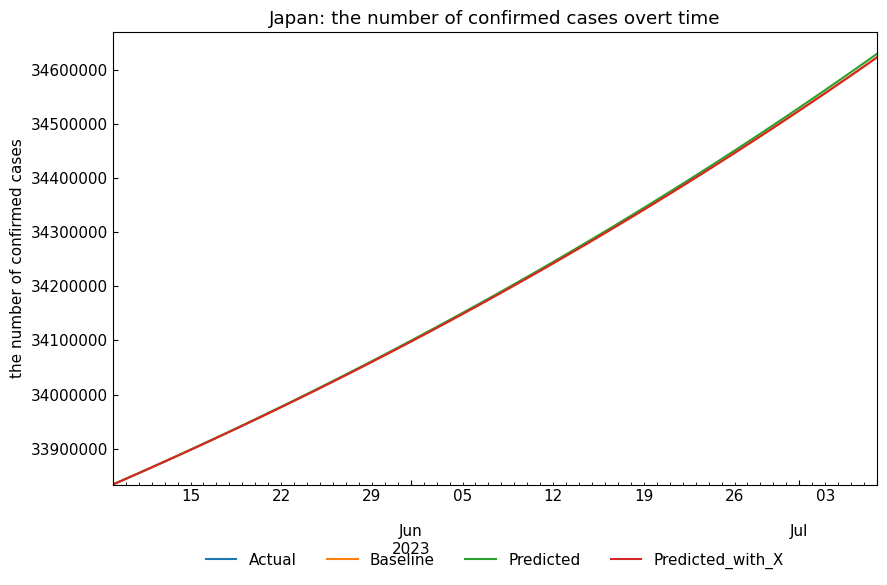 Japan: the number of confirmed cases overt time
the number of confirmed cases
34600000
34500000
34400000
34300000
34200000
34100000
34000000
33900000
15 22 29 05 12 19 26 03
Jun Jul
2023
Actual Baseline Predicted Predicted_with_X